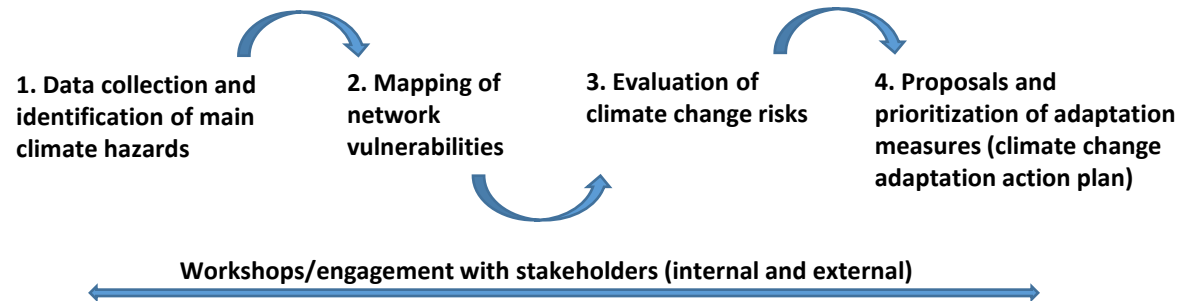 1. Data collection and
identification of main
climate hazards
2. Mapping of
network
vulnerabilities
3. Evaluation of
climate change risks
4. Proposals and
prioritization of adaptation
measures (climate change
adaptation action plan)
Workshops/engagement with stakeholders (internal and external)